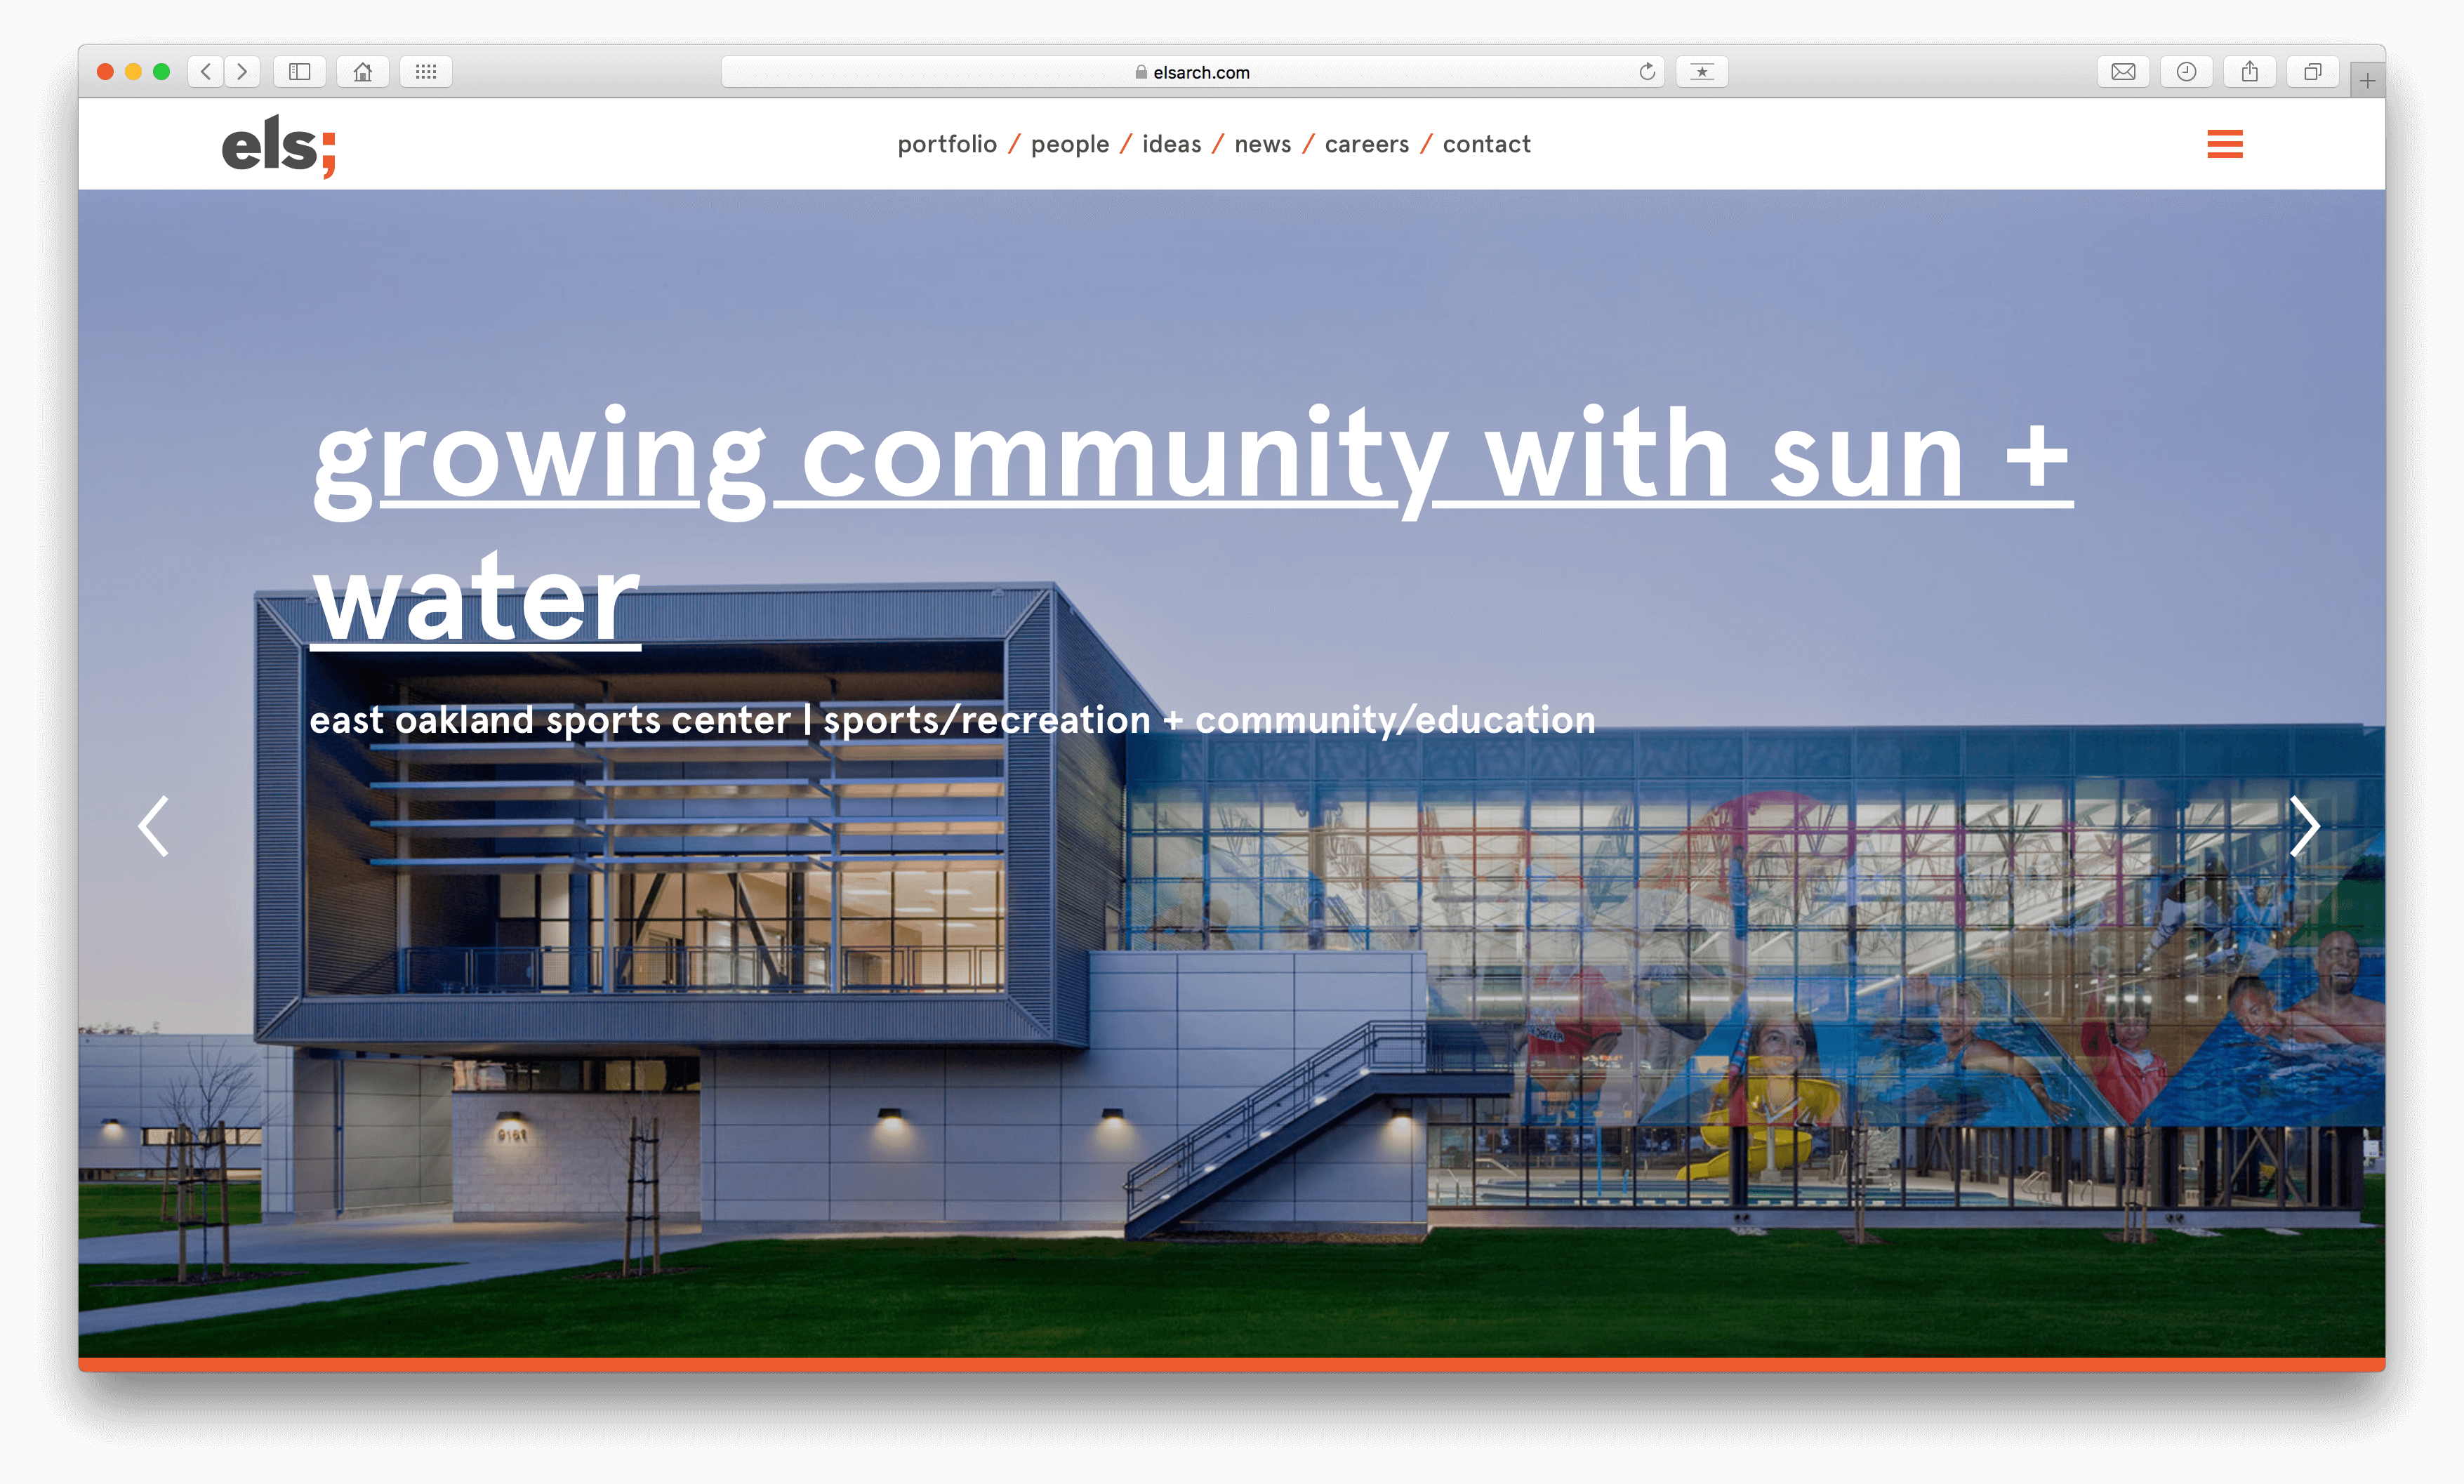 elsarch.com
els;
portfolio / people / ideas / news / careers / contact
growing community with sun +
water
east oakland sports center | sports/recreation + community/education
9161